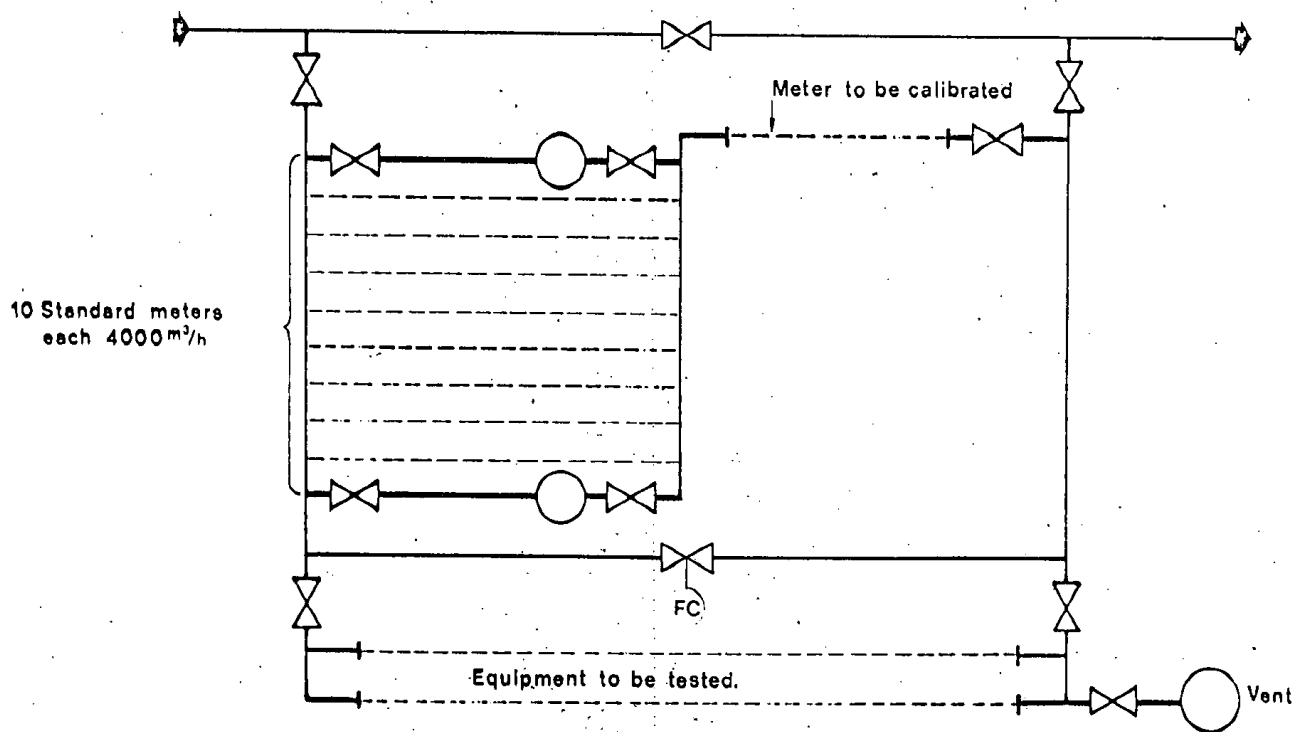 Meter to be calibrated
10 Standard meters
each 4000 m³/h
FC
Equipment to be tested.
Vent